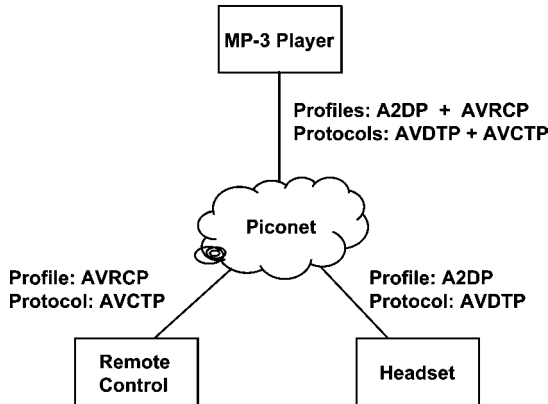 MP-3 Player
Profiles: A2DP + AVRCP
Protocols: AVDTP + AVCTP
Piconet
Profile: AVRCP
Protocol: AVCTP
Profile: A2DP
Protocol: AVDTP
Remote
Control
Headset